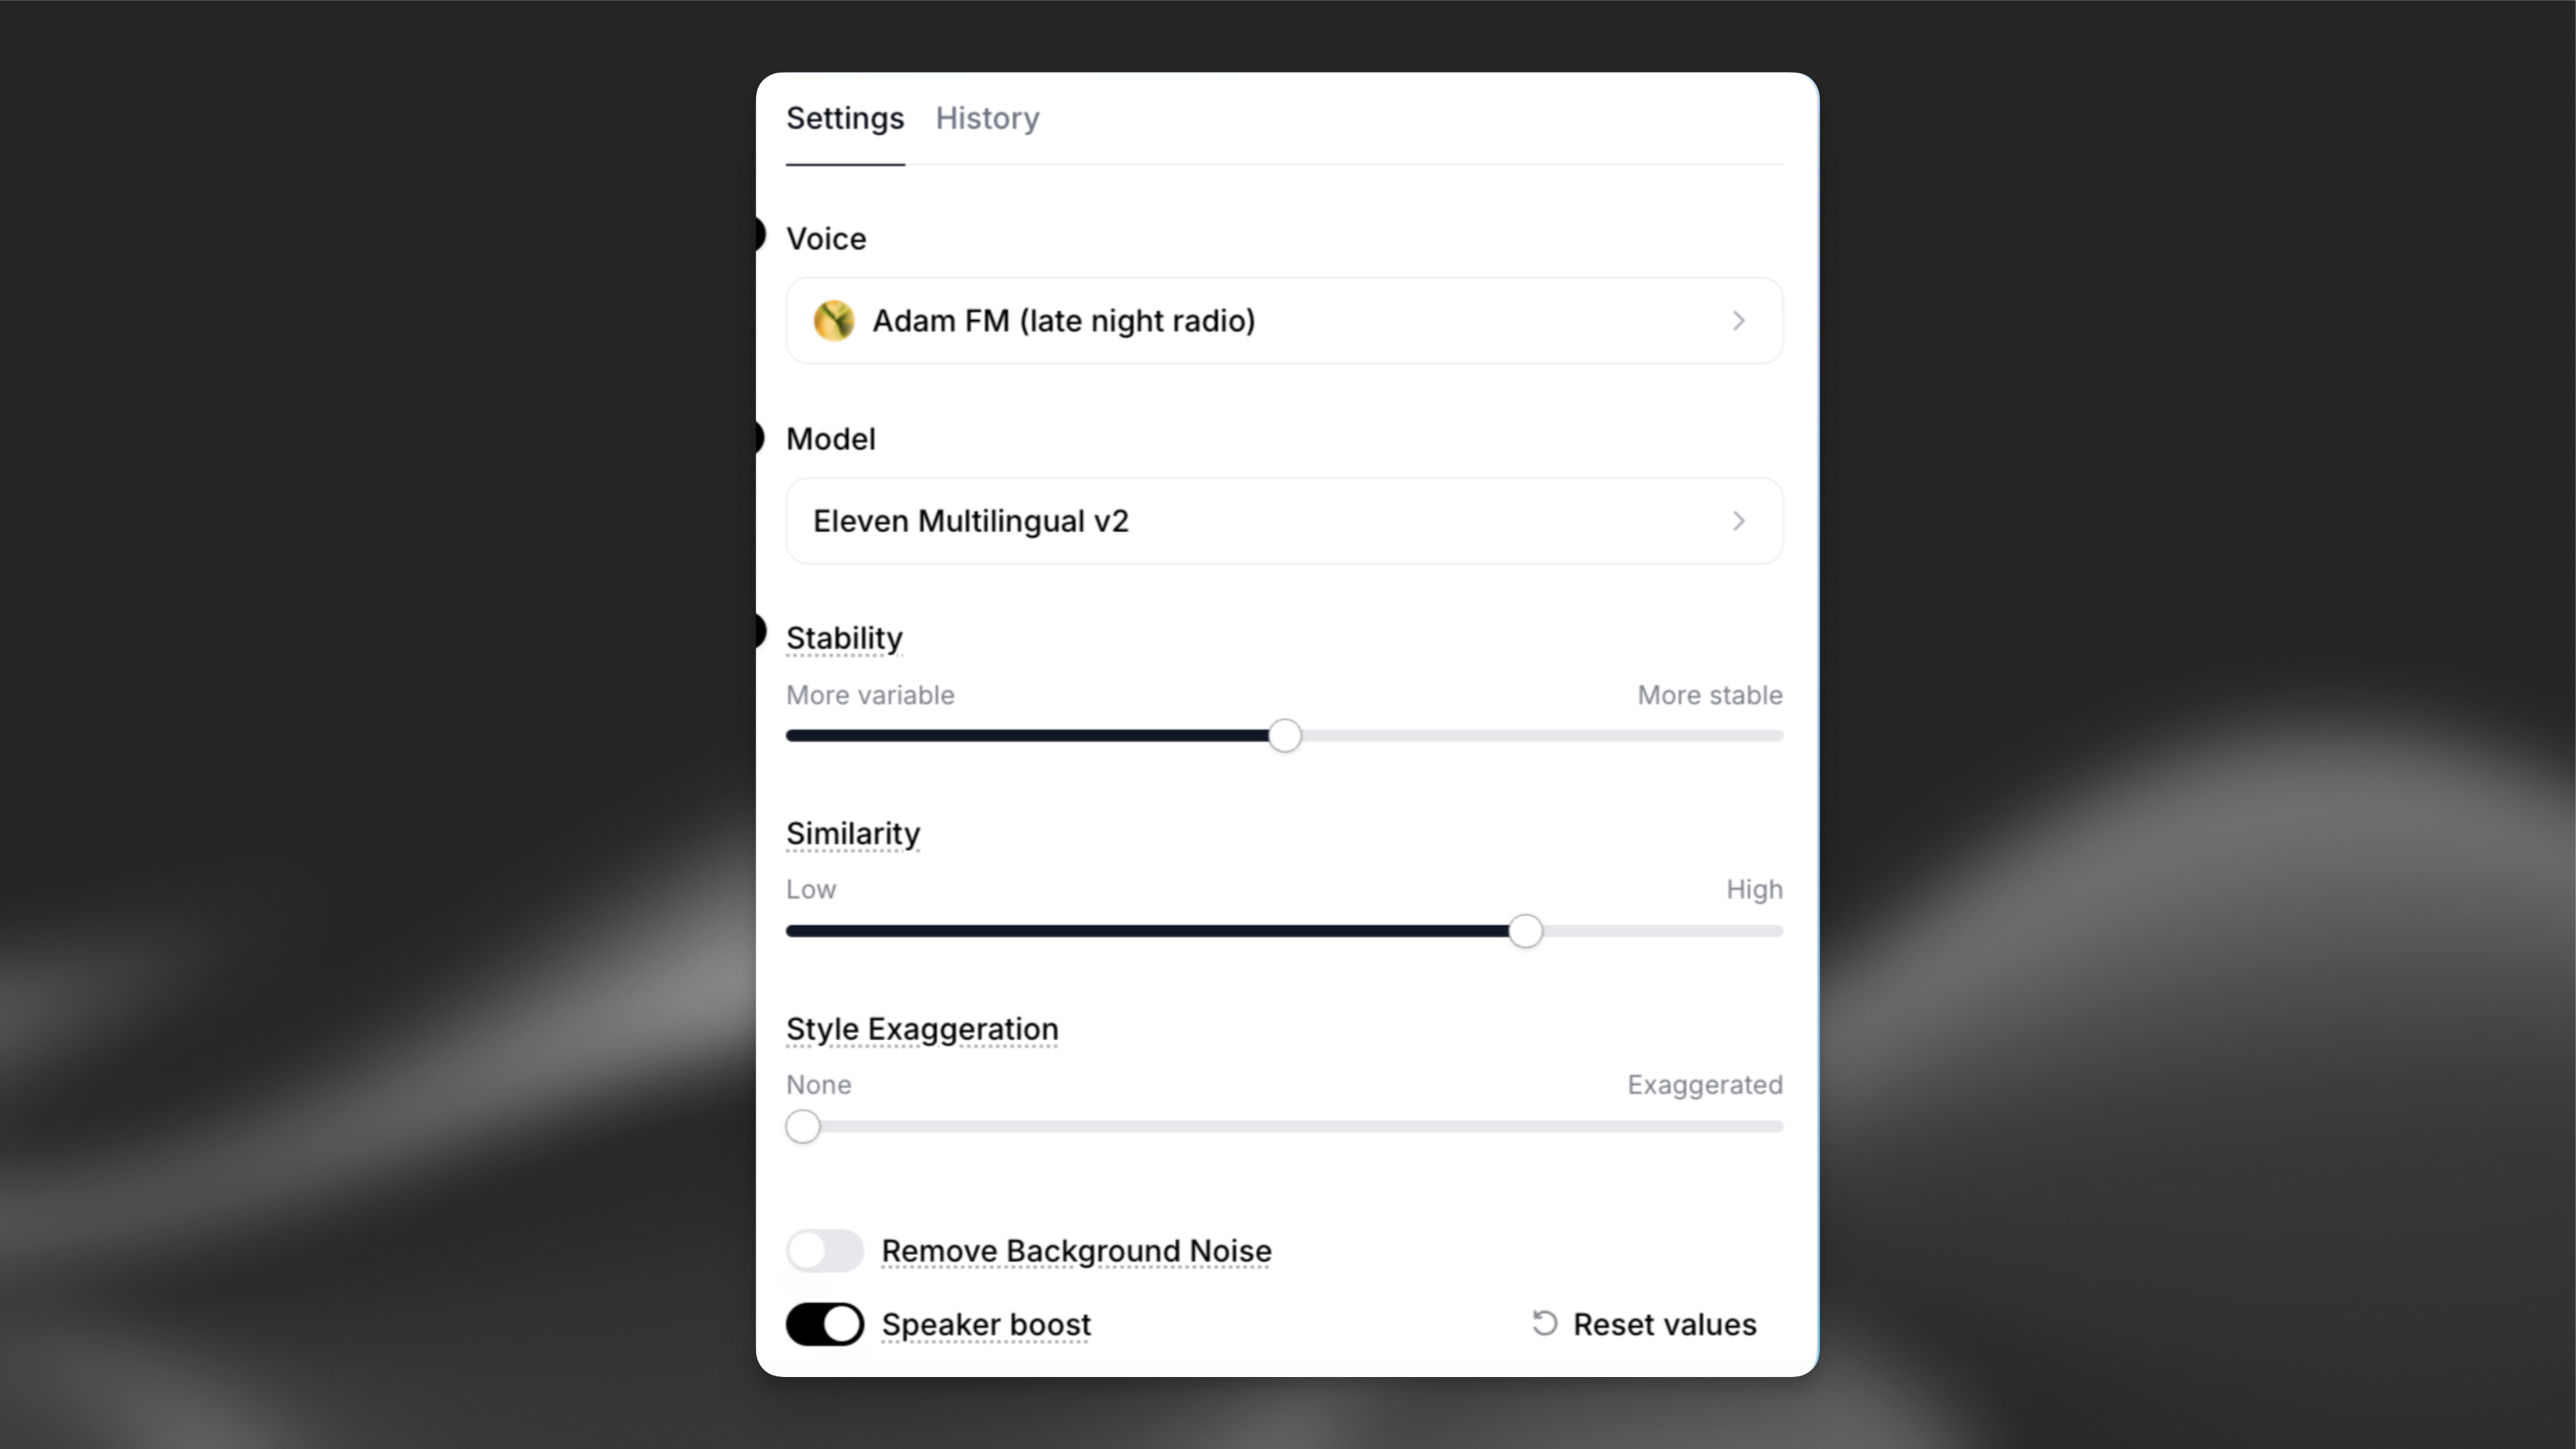 Settings History
Voice
Adam FM (late night radio)
Model
Eleven Multilingual v2
Stability
More variable More stable
Similarity
Low High
Style Exaggeration
None Exaggerated
Remove Background Noise
Speaker boost Reset values